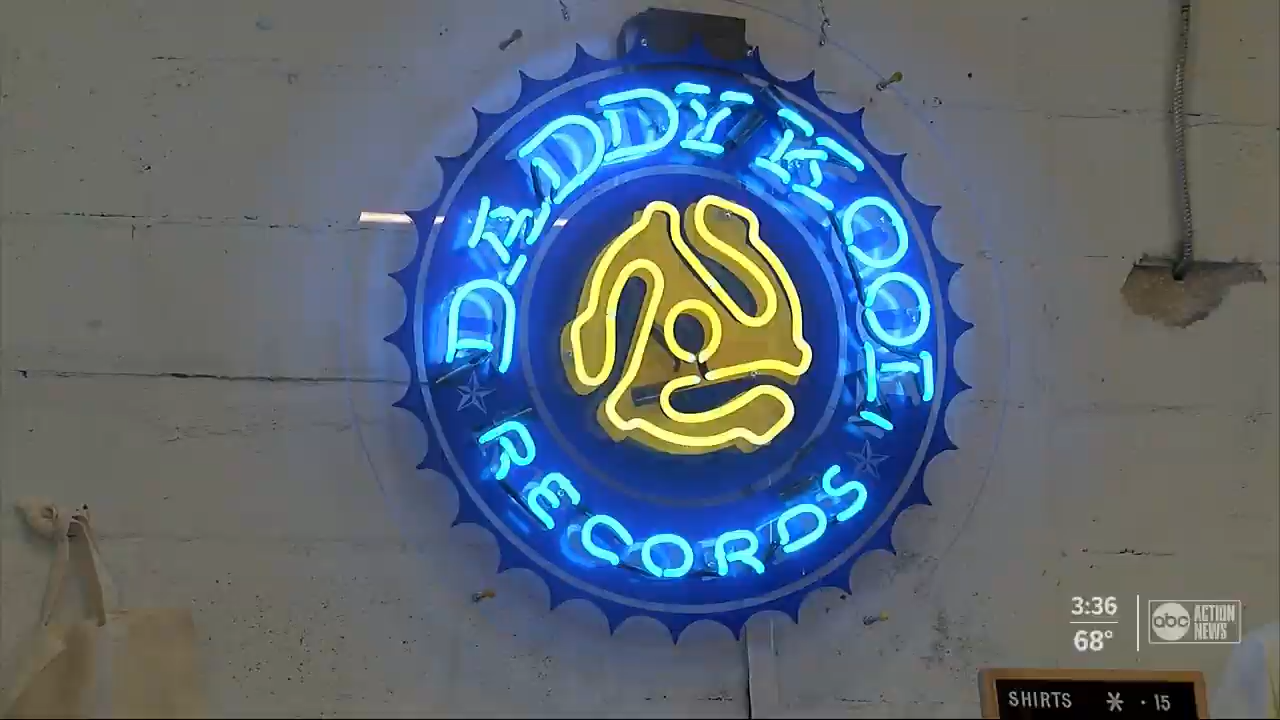 DADDY KOOL
RECORDS
3:36
68°
abc ACTION
NEWS
SHIRTS * · 15